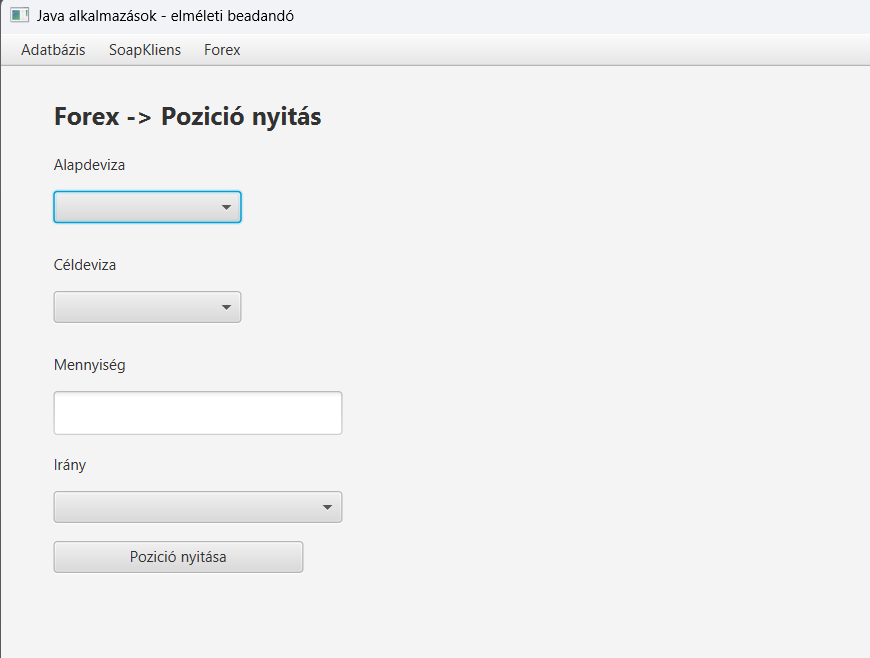 Java alkalmazások - elméleti beadandó
Adatbázis SoapKliens Forex
Forex -> Pozició nyitás
Alapdeviza
Céldeviza
Mennyiség
Irány
Pozició nyitása